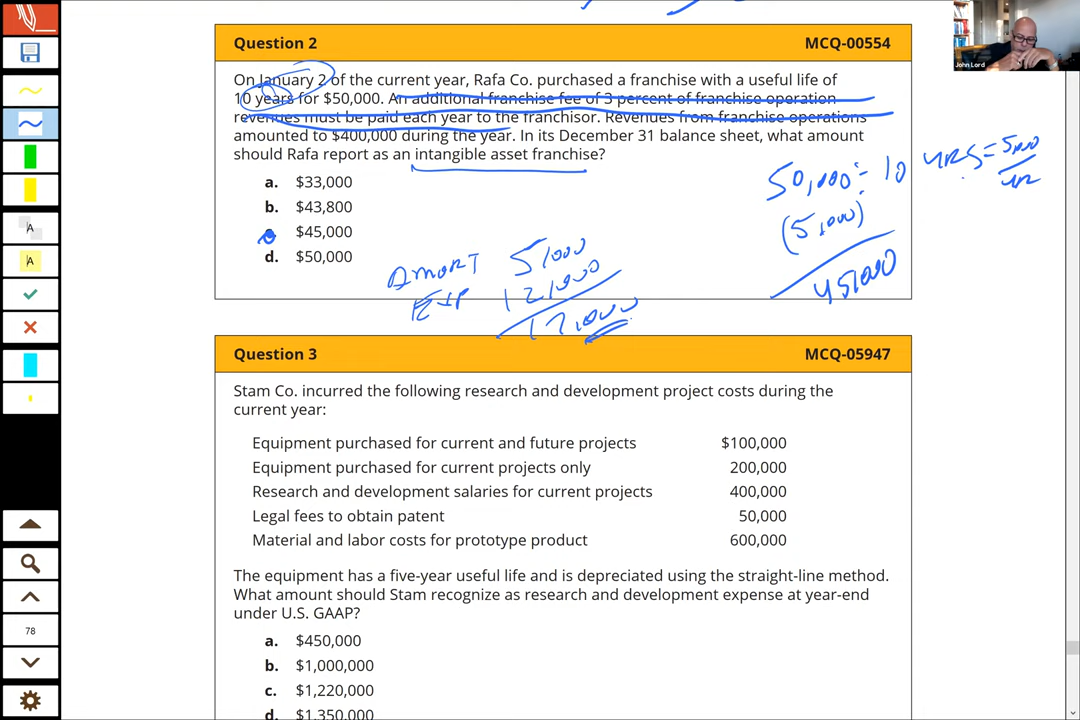 John Lord
Question 2 MCQ-00554
On January 2 of the current year, Rafa Co. purchased a franchise with a useful life of
10 years for $50,000. An additional franchise fee of 3 percent of franchise operation
revenues must be paid each year to the franchisor. Revenues from franchise operations
amounted to $400,000 during the year. In its December 31 balance sheet, what amount
should Rafa report as an intangible asset franchise?
a. $33,000
b. $43,800
c. $45,000
d. $50,000
50,000 ÷ 10 YRS = 5,000
YR
(5,000)
45,000
AMORT 5,000
EXP 12,000
17,000
Question 3 MCQ-05947
Stam Co. incurred the following research and development project costs during the
current year:
Equipment purchased for current and future projects $100,000
Equipment purchased for current projects only 200,000
Research and development salaries for current projects 400,000
Legal fees to obtain patent 50,000
Material and labor costs for prototype product 600,000
The equipment has a five-year useful life and is depreciated using the straight-line method.
What amount should Stam recognize as research and development expense at year-end
under U.S. GAAP?
a. $450,000
b. $1,000,000
c. $1,220,000
d. $1,350,000
A
A
78